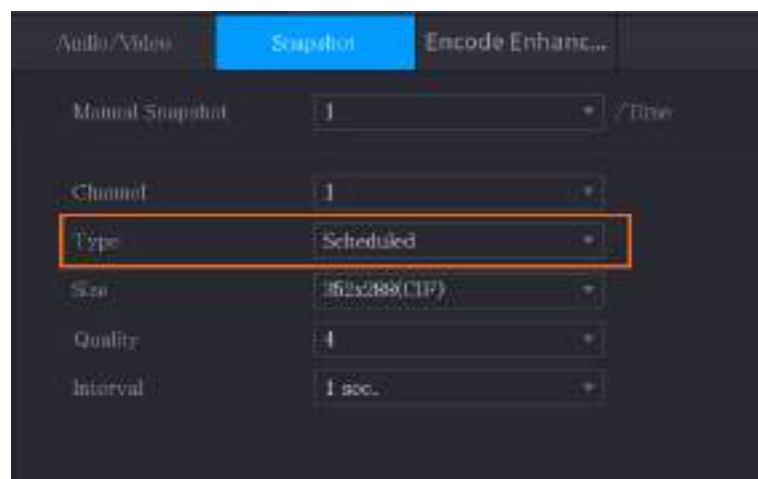 Audio/Video Snapshot Encode Enhanc...
Manual Snapshot 1 /Time
Channel 1
Type Scheduled
Size 352x288(CIF)
Quality 4
Interval 1 sec.